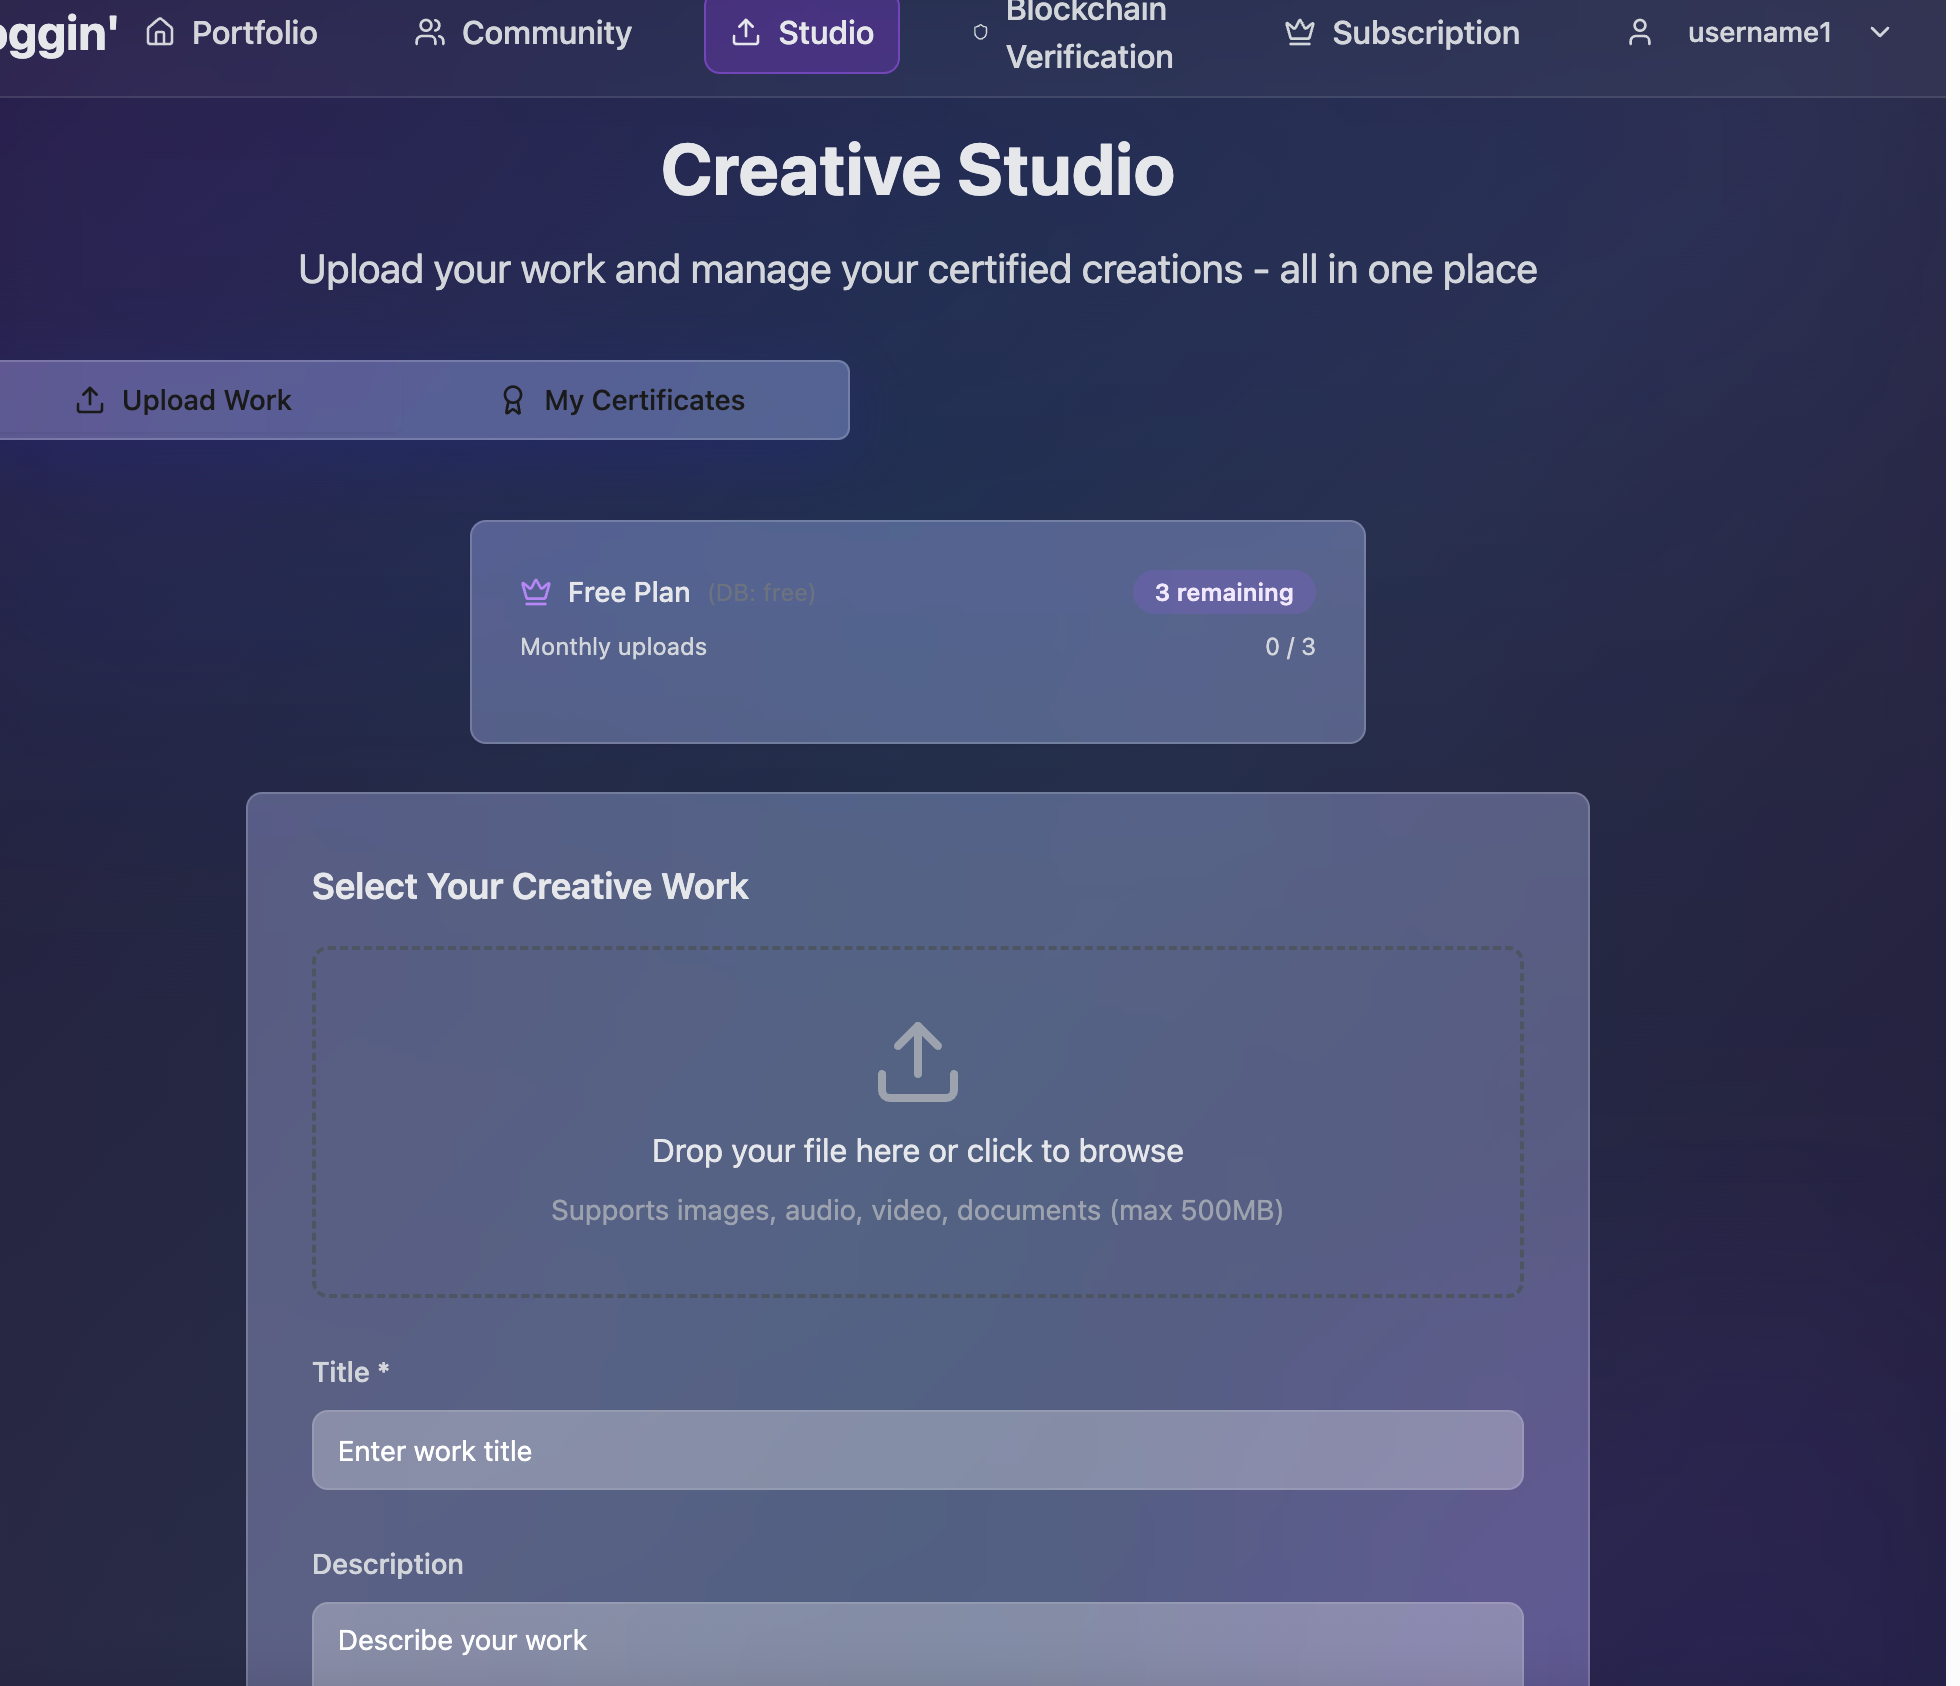 oggin'
Portfolio
Community
Studio
Blockchain
Verification
Subscription
username1
Creative Studio
Upload your work and manage your certified creations - all in one place
Upload Work
My Certificates
Free Plan (DB: free)
3 remaining
Monthly uploads
0 / 3
Select Your Creative Work
Drop your file here or click to browse
Supports images, audio, video, documents (max 500MB)
Title *
Enter work title
Description
Describe your work